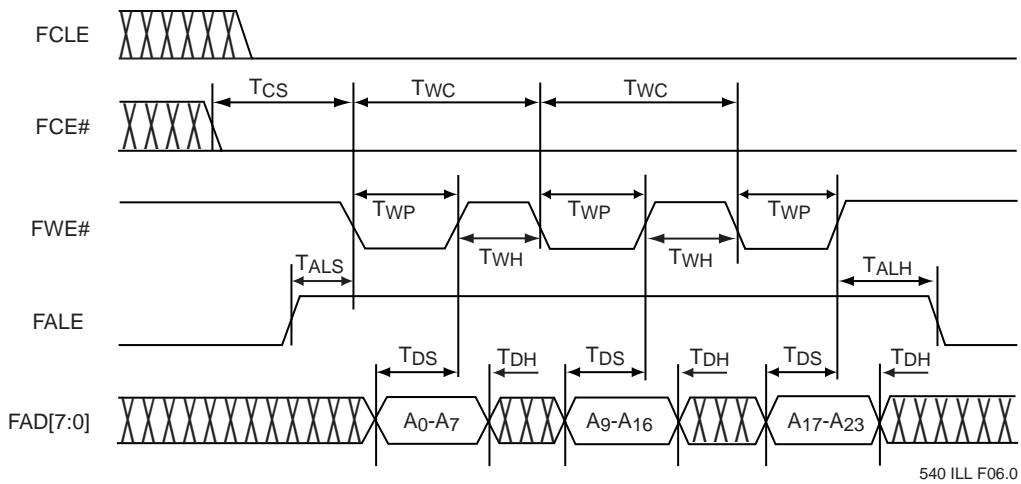 FCLE
TCS TWC TWC
FCE#
TWP TWP TWP
FWE#
TWH TWH
TALS TALH
FALE
TDS TDH TDS TDH TDS TDH
FAD[7:0] A0-A7 A9-A16 A17-A23
540 ILL F06.0